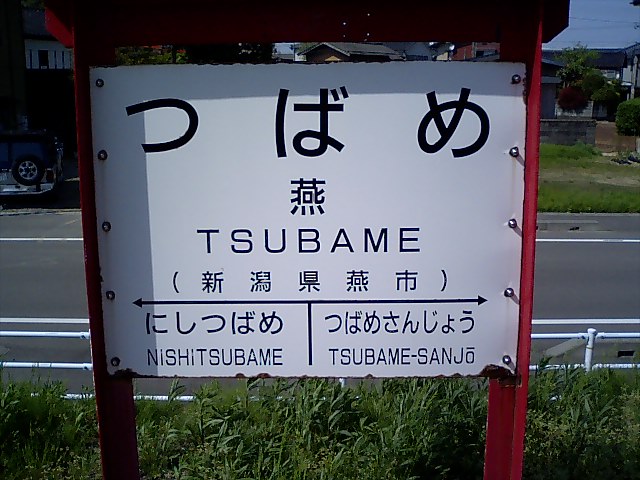 つばめ
燕
TSUBAME
(新潟県燕市)
にしつばめ つばめさんじょう
NISHITSUBAME TSUBAME-SANJŌ